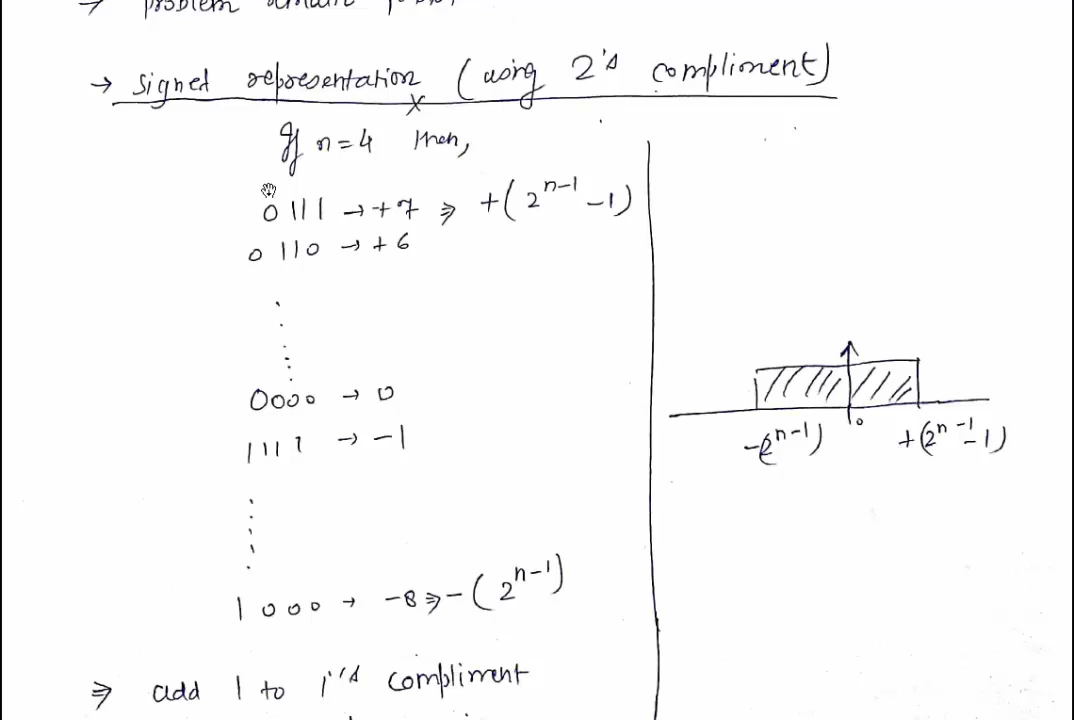 → problem
→ signed representation (using 2's compliment)
If n=4 then,
0111 → +7 ⇒ +(2^n-1 -1)
0110 → +6
0000 → 0
1111 → -1
1000 → -8 ⇒ -(2^n-1)
⇒ add 1 to 1's compliment
0
-(2^n-1) +(2^n-1 -1)